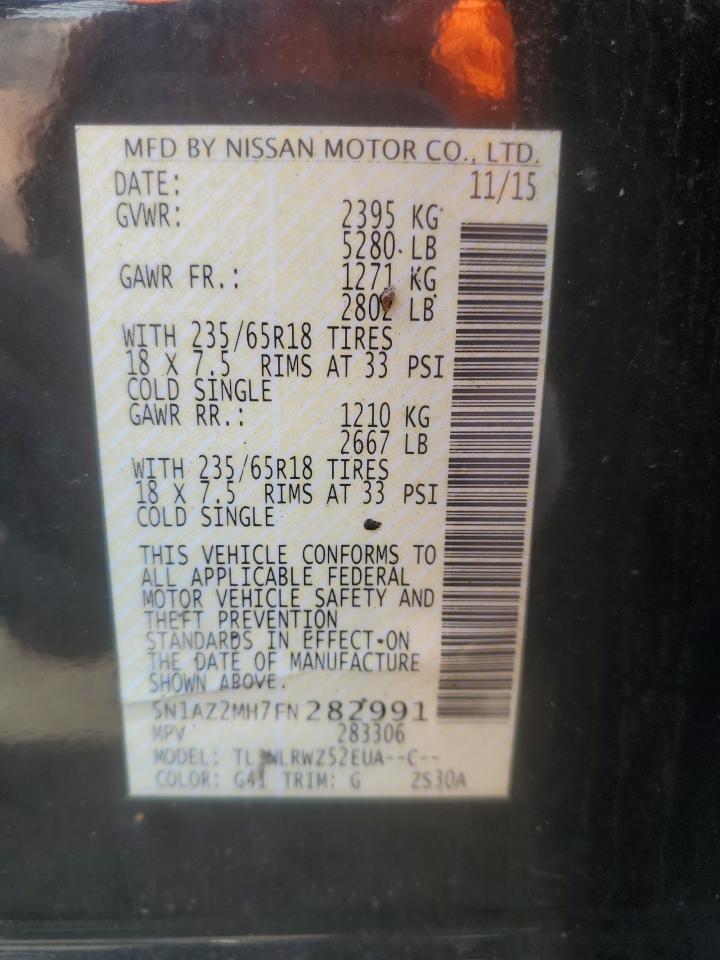 MFD BY NISSAN MOTOR CO., LTD.
DATE: 11/15
GVWR: 2395 KG
5280 LB
GAWR FR.: 1271 KG
2802 LB
WITH 235/65R18 TIRES
18 X 7.5 RIMS AT 33 PSI
COLD SINGLE
GAWR RR.: 1210 KG
2667 LB
WITH 235/65R18 TIRES
18 X 7.5 RIMS AT 33 PSI
COLD SINGLE
THIS VEHICLE CONFORMS TO
ALL APPLICABLE FEDERAL
MOTOR VEHICLE SAFETY AND
THEFT PREVENTION
STANDARDS IN EFFECT ON
THE DATE OF MANUFACTURE
SHOWN ABOVE.
5N1AZ2MH7FN282991
MPV 283306
MODEL:
COLOR: G41 TRIM: G ZS30A